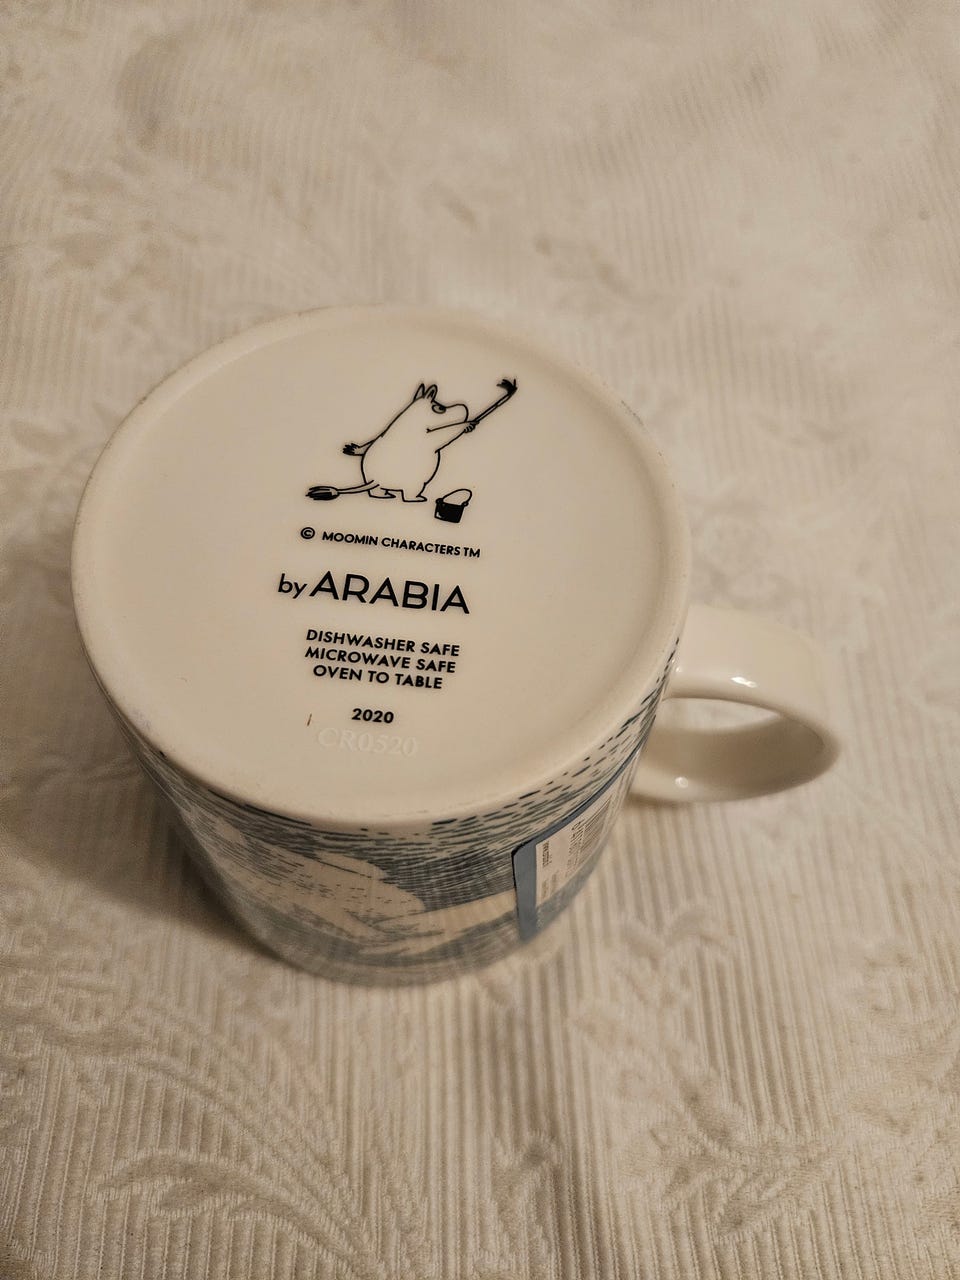 © MOOMIN CHARACTERS TM
by ARABIA
DISHWASHER SAFE
MICROWAVE SAFE
OVEN TO TABLE
2020
CR0520